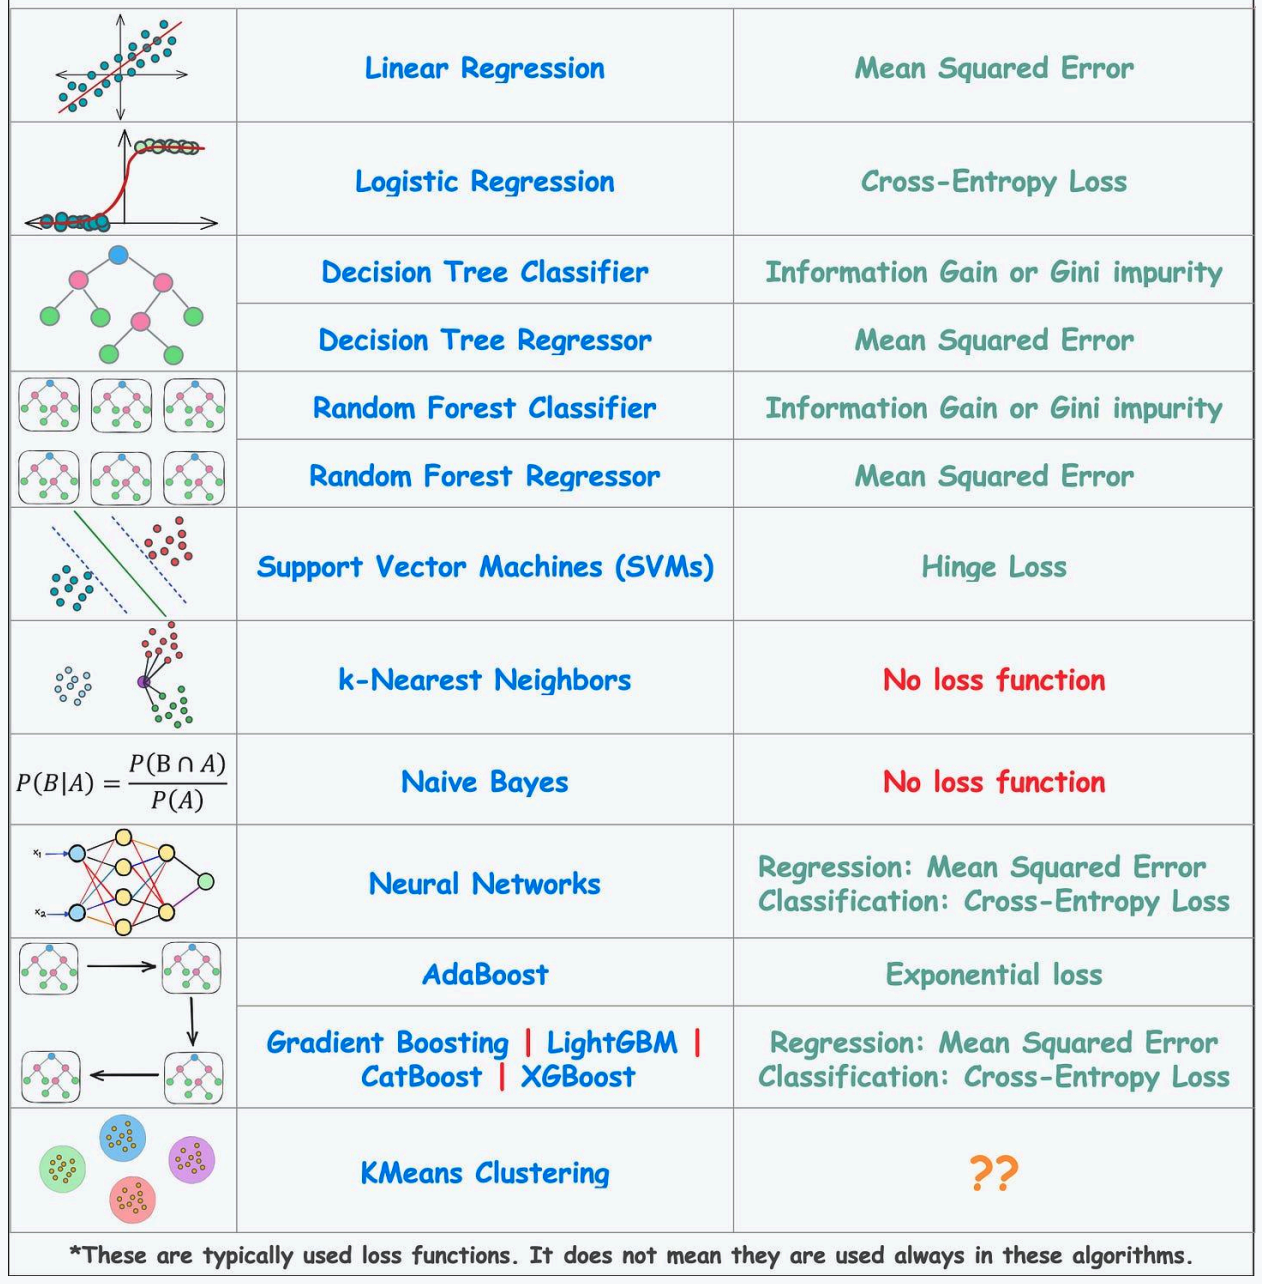 Linear Regression
Mean Squared Error
Logistic Regression
Cross-Entropy Loss
Decision Tree Classifier
Information Gain or Gini impurity
Decision Tree Regressor
Mean Squared Error
Random Forest Classifier
Information Gain or Gini impurity
Random Forest Regressor
Mean Squared Error
Support Vector Machines (SVMs)
Hinge Loss
k-Nearest Neighbors
No loss function
P(B|A) = P(B ∩ A) / P(A)
Naive Bayes
No loss function
x₁
x₂
Neural Networks
Regression: Mean Squared Error
Classification: Cross-Entropy Loss
AdaBoost
Exponential loss
Gradient Boosting | LightGBM |
CatBoost | XGBoost
Regression: Mean Squared Error
Classification: Cross-Entropy Loss
KMeans Clustering
??
*These are typically used loss functions. It does not mean they are used always in these algorithms.